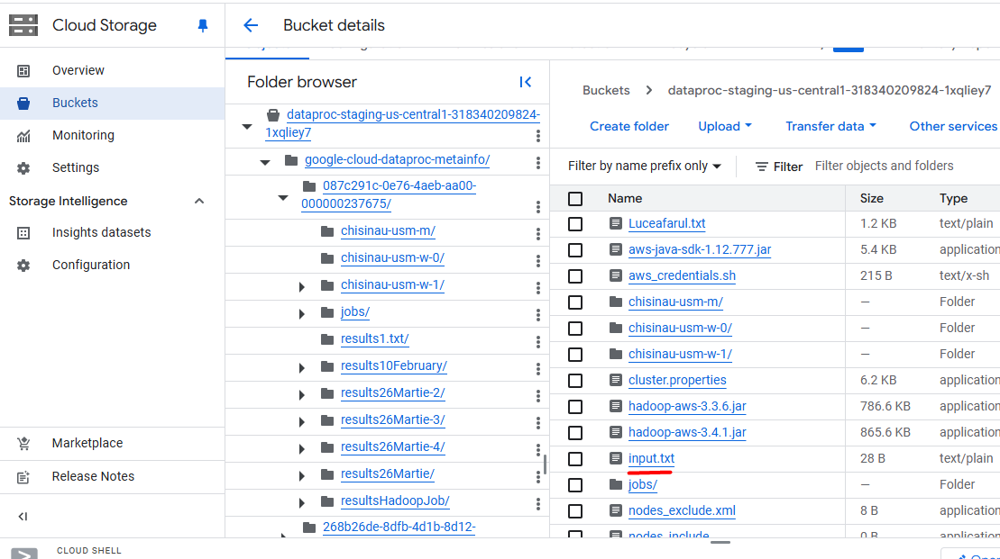 Cloud Storage
Overview
Buckets
Monitoring
Settings
Storage Intelligence
Insights datasets
Configuration
Marketplace
Release Notes
Bucket details
Folder browser
dataproc-staging-us-central1-318340209824-
1xqliey7
google-cloud-dataproc-metainfo/
087c291c-0e76-4aeb-aa00-
000000237675/
chisinau-usm-m/
chisinau-usm-w-0/
chisinau-usm-w-1/
jobs/
results1.txt/
results10February/
results26Martie-2/
results26Martie-3/
results26Martie-4/
results26Martie/
resultsHadoopJob/
268b26de-8dfb-4d1b-8d12-
Buckets > dataproc-staging-us-central1-318340209824-1xqliey7
Create folder Upload Transfer data Other services
Filter by name prefix only Filter Filter objects and folders
Name Size Type
Luceafarul.txt 1.2 KB text/plain
aws-java-sdk-1.12.777.jar 5.4 KB application
aws_credentials.sh 215 B text/x-sh
chisinau-usm-m/ — Folder
chisinau-usm-w-0/ — Folder
chisinau-usm-w-1/ — Folder
cluster.properties 6.2 KB application
hadoop-aws-3.3.6.jar 786.6 KB application
hadoop-aws-3.4.1.jar 865.6 KB application
input.txt 28 B text/plain
jobs/ — Folder
nodes_exclude.xml 8 B application
nodes_include 0 B application
CLOUD SHELL